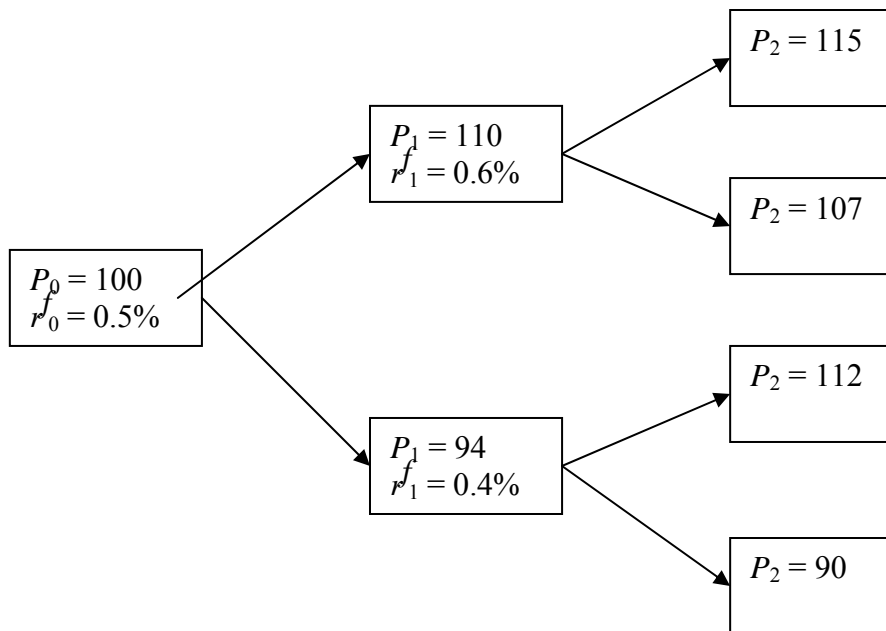 P₀ = 100
rᶠ₀ = 0.5%
P₁ = 110
rᶠ₁ = 0.6%
P₁ = 94
rᶠ₁ = 0.4%
P₂ = 115
P₂ = 107
P₂ = 112
P₂ = 90